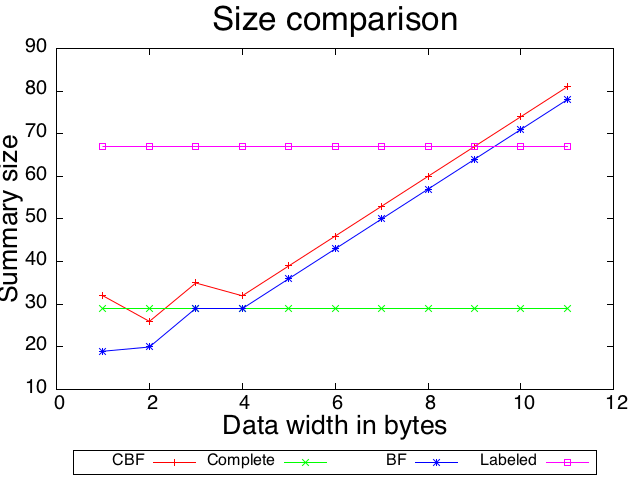 Size comparison
90
80
70
60
50
40
30
20
10
Summary size
0 2 4 6 8 10 12
Data width in bytes
CBF Complete BF Labeled